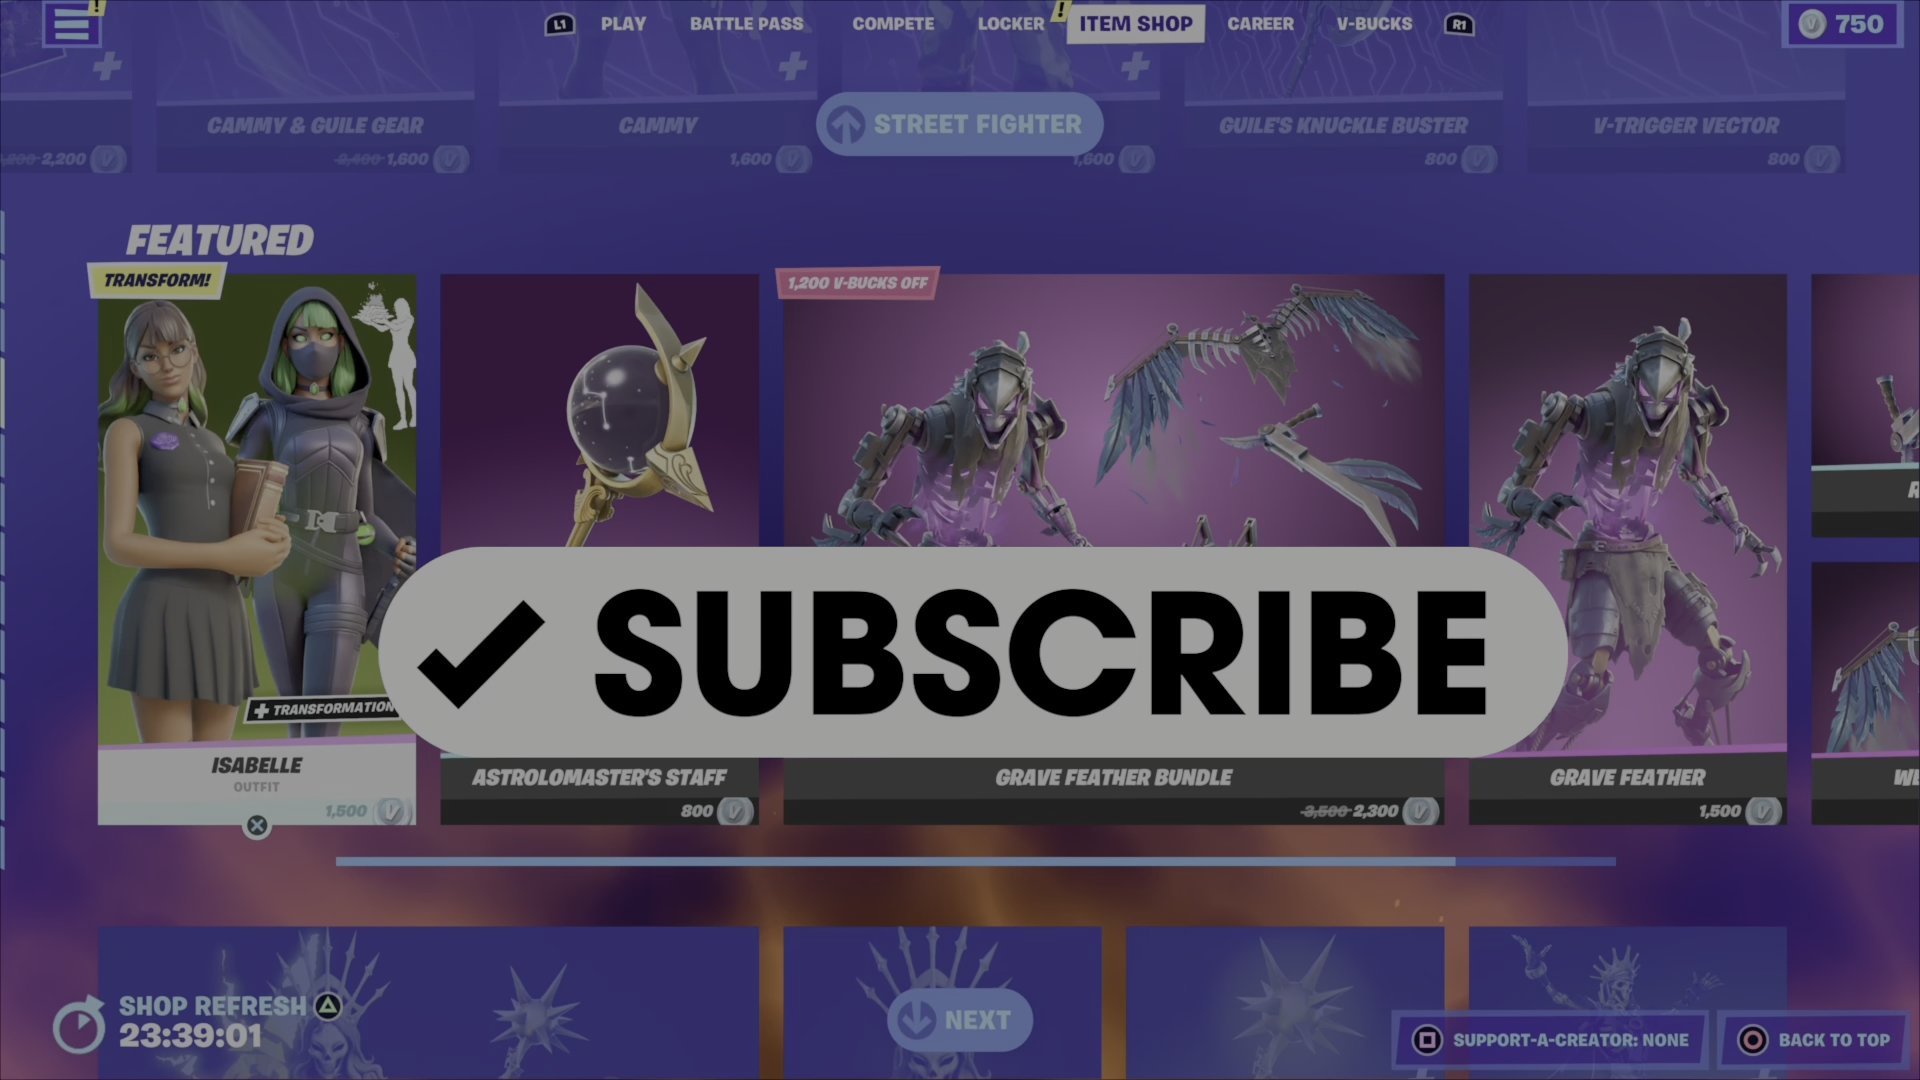 L1 PLAY BATTLE PASS COMPETE LOCKER ! ITEM SHOP CAREER V-BUCKS R1
!
750
CAMMY & GUILE GEAR
CAMMY
STREET FIGHTER
GUILE'S KNUCKLE BUSTER
V-TRIGGER VECTOR
2,200
2,400 1,600
1,600
1,600
800
800
FEATURED
TRANSFORM!
1,200 V-BUCKS OFF
SUBSCRIBE
+ TRANSFORMATION
ISABELLE
OUTFIT
1,500
ASTROLOMASTER'S STAFF
800
GRAVE FEATHER BUNDLE
3,500 2,300
GRAVE FEATHER
1,500
SHOP REFRESH
23:39:01
NEXT
SUPPORT-A-CREATOR: NONE
BACK TO TOP